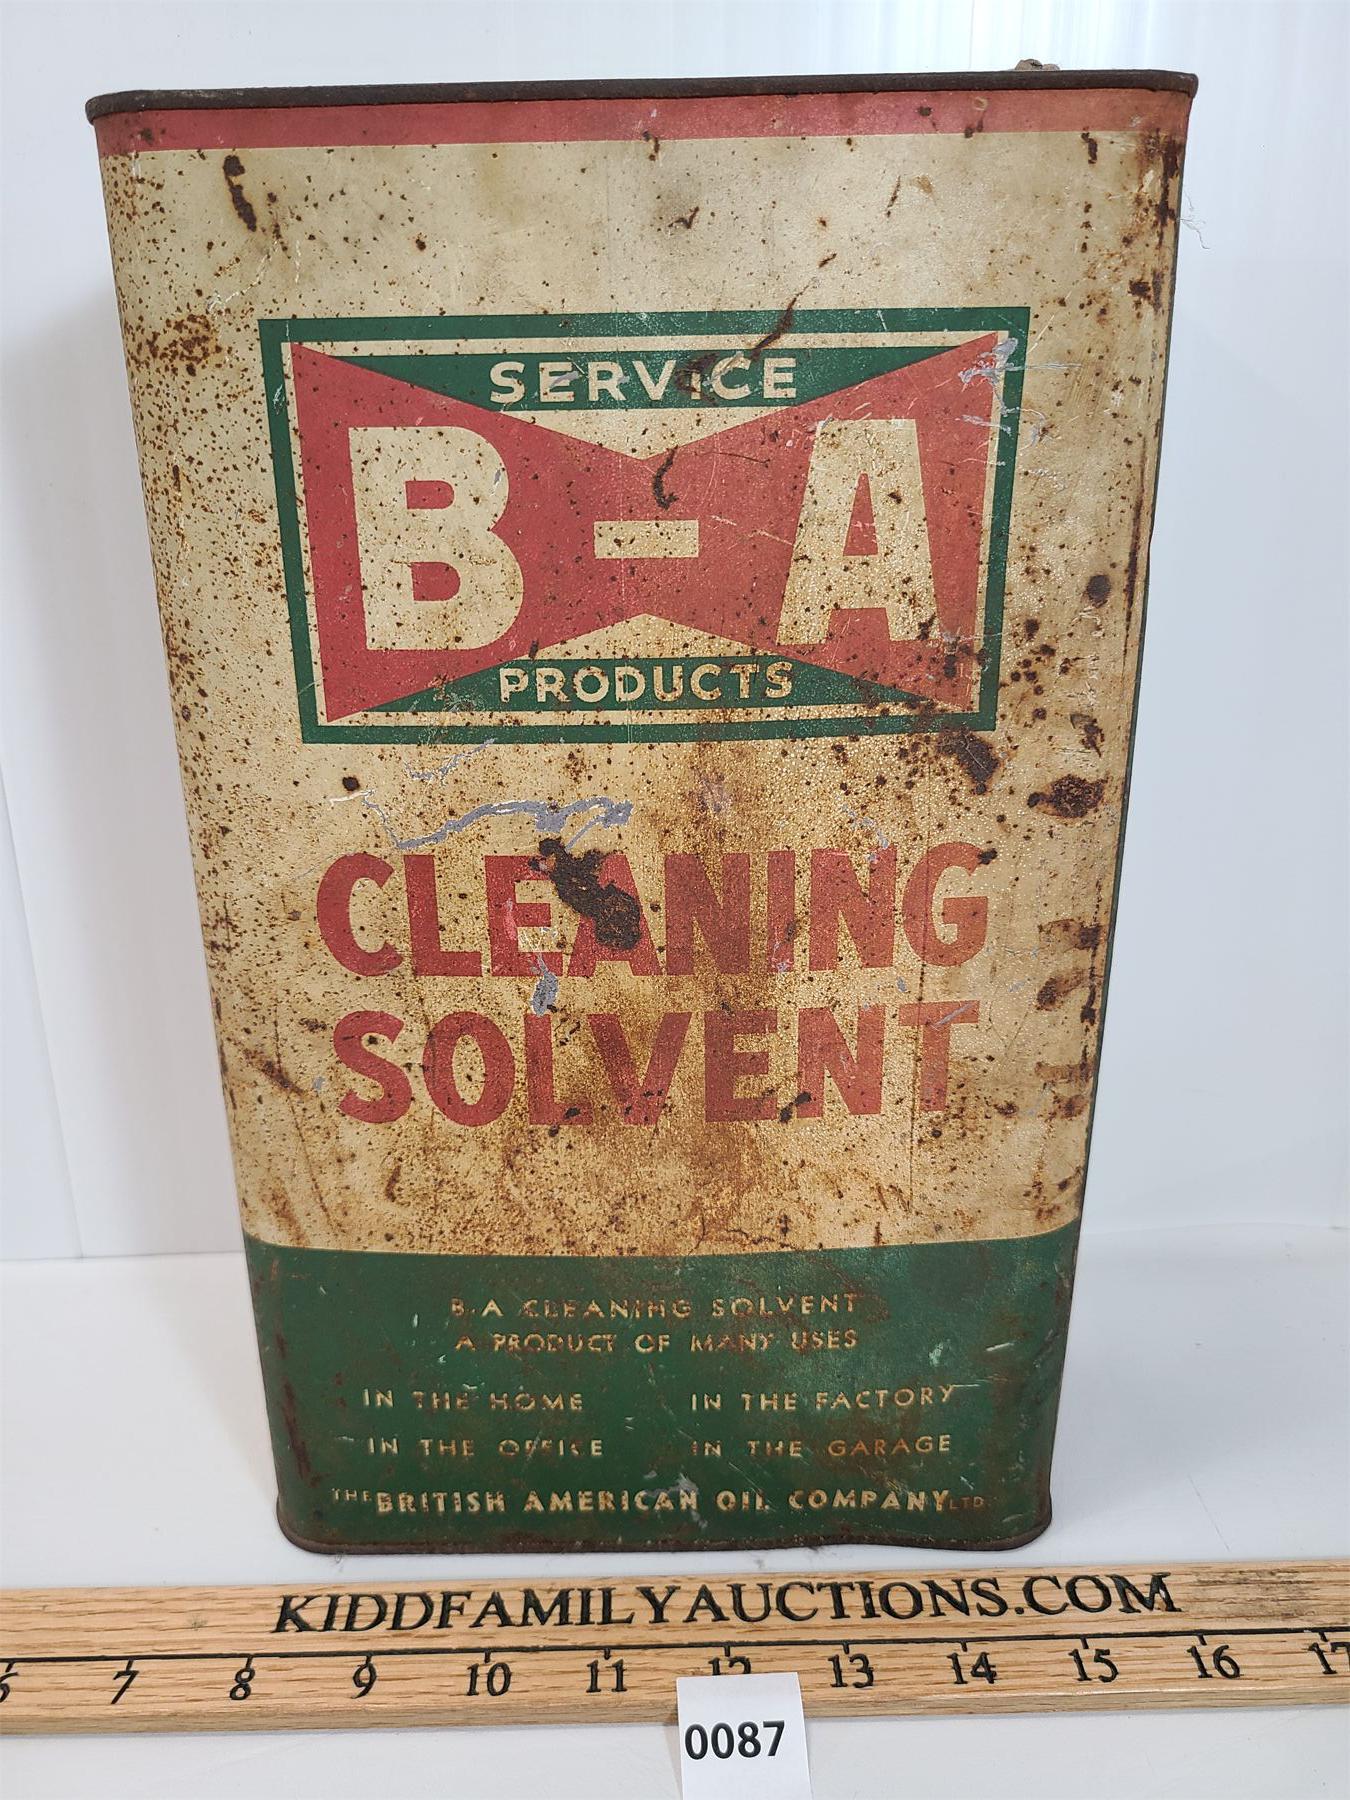 SERVICE
B-A
PRODUCTS
CLEANING
SOLVENT
B-A CLEANING SOLVENT
A PRODUCT OF MANY USES
IN THE HOME IN THE FACTORY
IN THE OFFICE IN THE GARAGE
THE BRITISH AMERICAN OIL COMPANY LTD.
KIDDFAMILYAUCTIONS.COM
6 7 8 9 10 11 12 13 14 15 16 17
0087